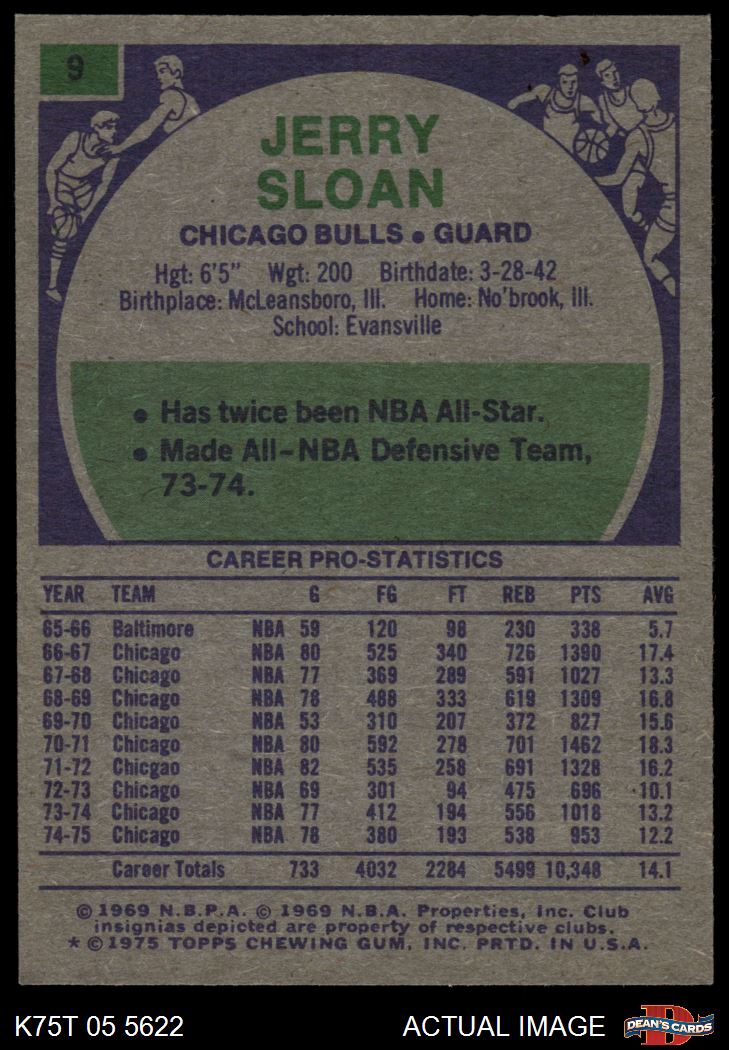 9
JERRY
SLOAN
CHICAGO BULLS • GUARD
Hgt: 6'5" Wgt: 200 Birthdate: 3-28-42
Birthplace: McLeansboro, Ill. Home: No'brook, Ill.
School: Evansville
• Has twice been NBA All-Star.
• Made All-NBA Defensive Team,
73-74.
CAREER PRO-STATISTICS
YEAR TEAM G FG FT REB PTS AVG
65-66 Baltimore NBA 59 120 98 230 338 5.7
66-67 Chicago NBA 80 525 340 726 1390 17.4
67-68 Chicago NBA 77 369 289 591 1027 13.3
68-69 Chicago NBA 78 488 333 619 1309 16.8
69-70 Chicago NBA 53 310 207 372 827 15.6
70-71 Chicago NBA 80 592 278 701 1462 18.3
71-72 Chicgao NBA 82 535 258 691 1328 16.2
72-73 Chicago NBA 69 301 94 475 696 10.1
73-74 Chicago NBA 77 412 194 556 1018 13.2
74-75 Chicago NBA 78 380 193 538 953 12.2
Career Totals 733 4032 2284 5499 10,348 14.1
© 1969 N.B.P.A. © 1969 N.B.A. Properties, Inc. Club
insignias depicted are property of respective clubs.
* © 1975 TOPPS CHEWING GUM, INC. PRTD. IN U.S.A.
K75T 05 5622 ACTUAL IMAGE
D
DEAN'S CARDS